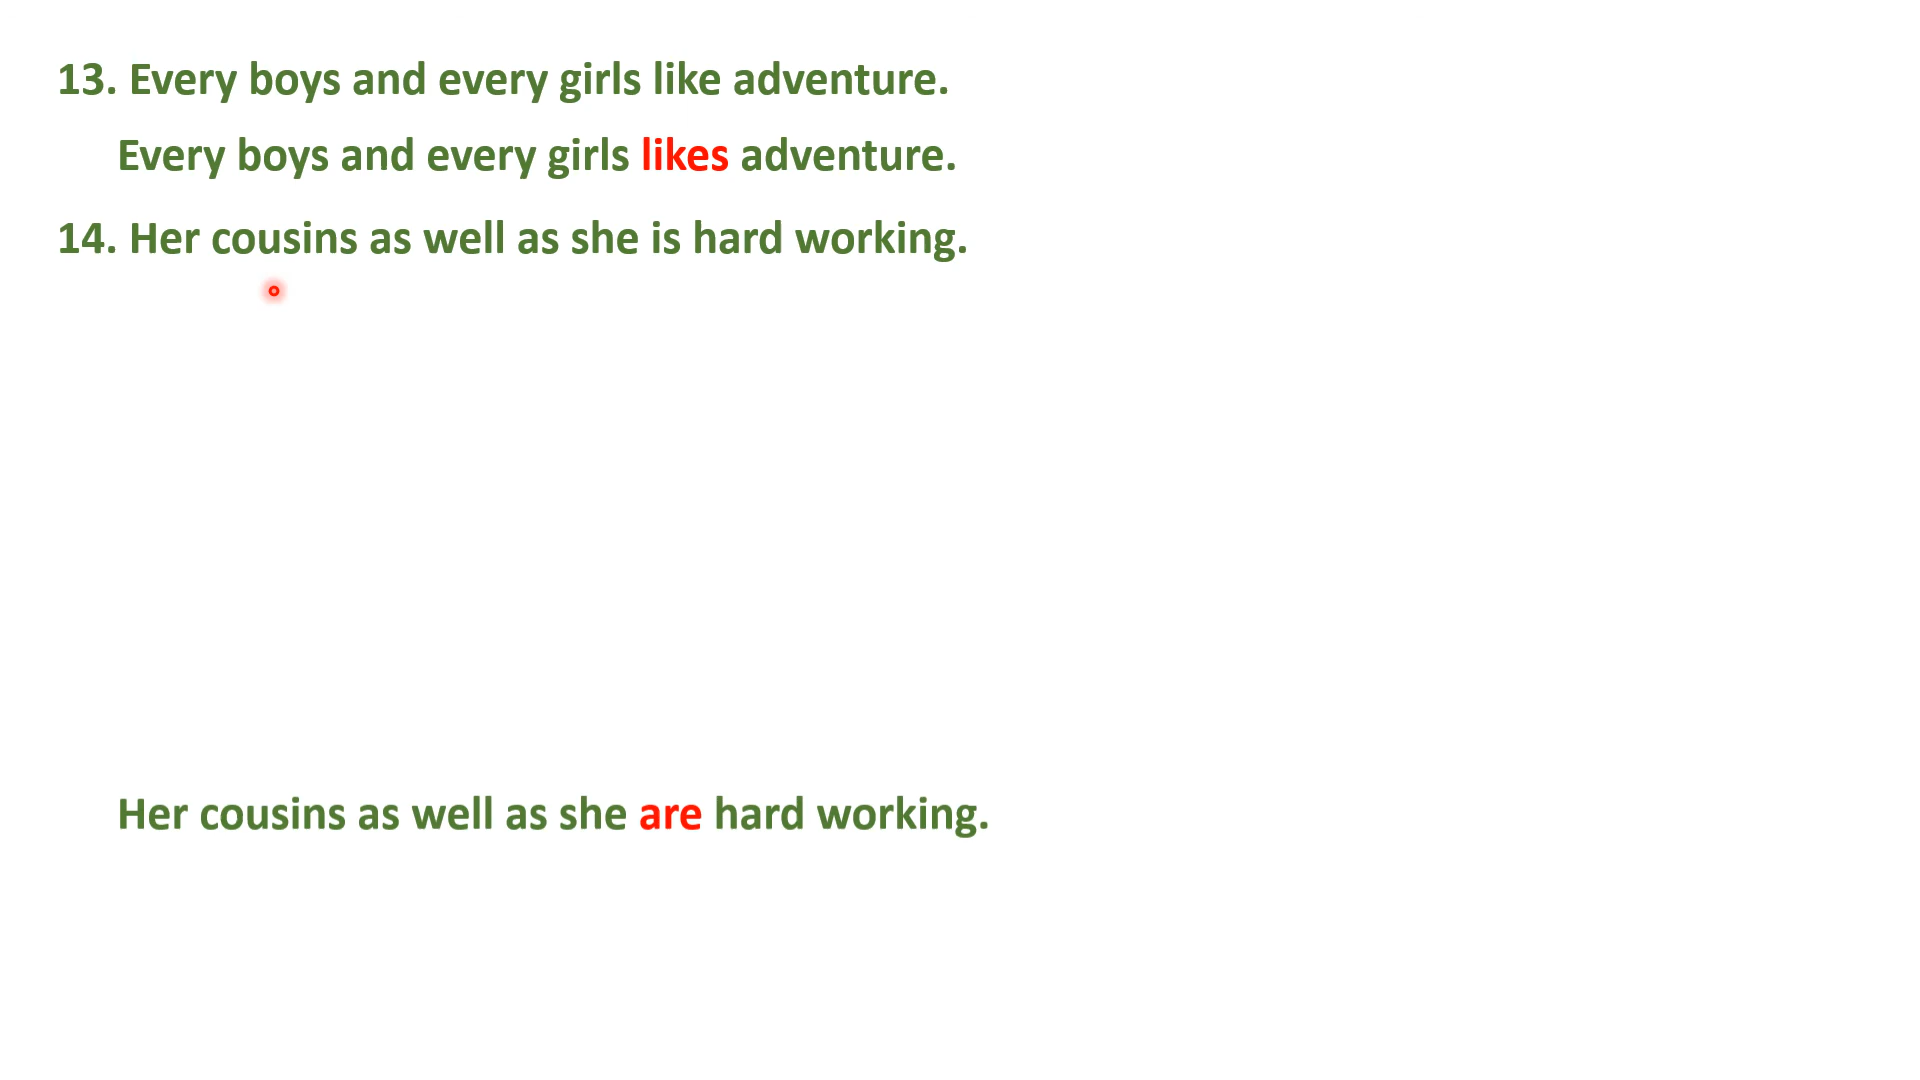 13. Every boys and every girls like adventure.
Every boys and every girls likes adventure.
14. Her cousins as well as she is hard working.
Her cousins as well as she are hard working.